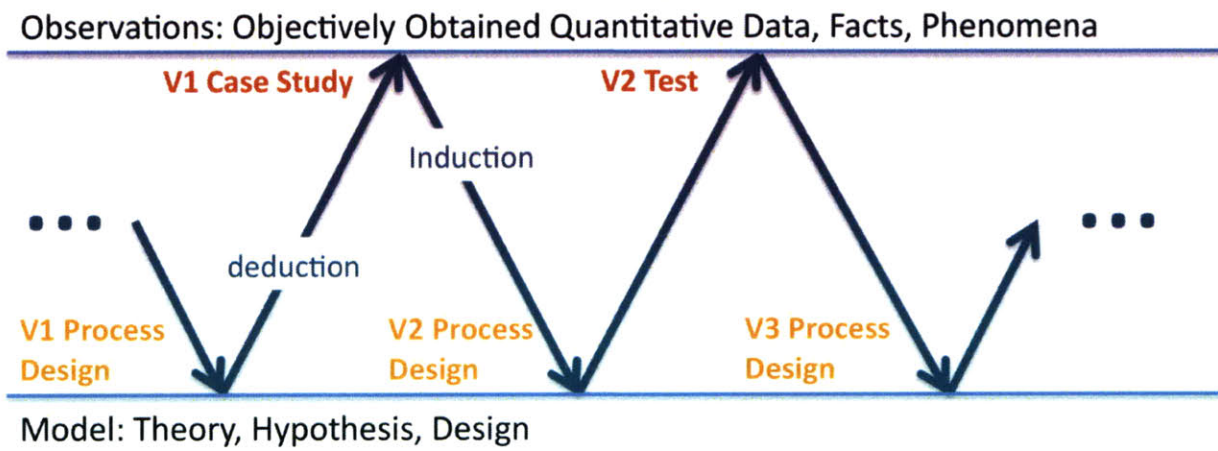 Observations: Objectively Obtained Quantitative Data, Facts, Phenomena
V1 Case Study
V2 Test
Induction
deduction
V1 Process
Design
V2 Process
Design
V3 Process
Design
Model: Theory, Hypothesis, Design